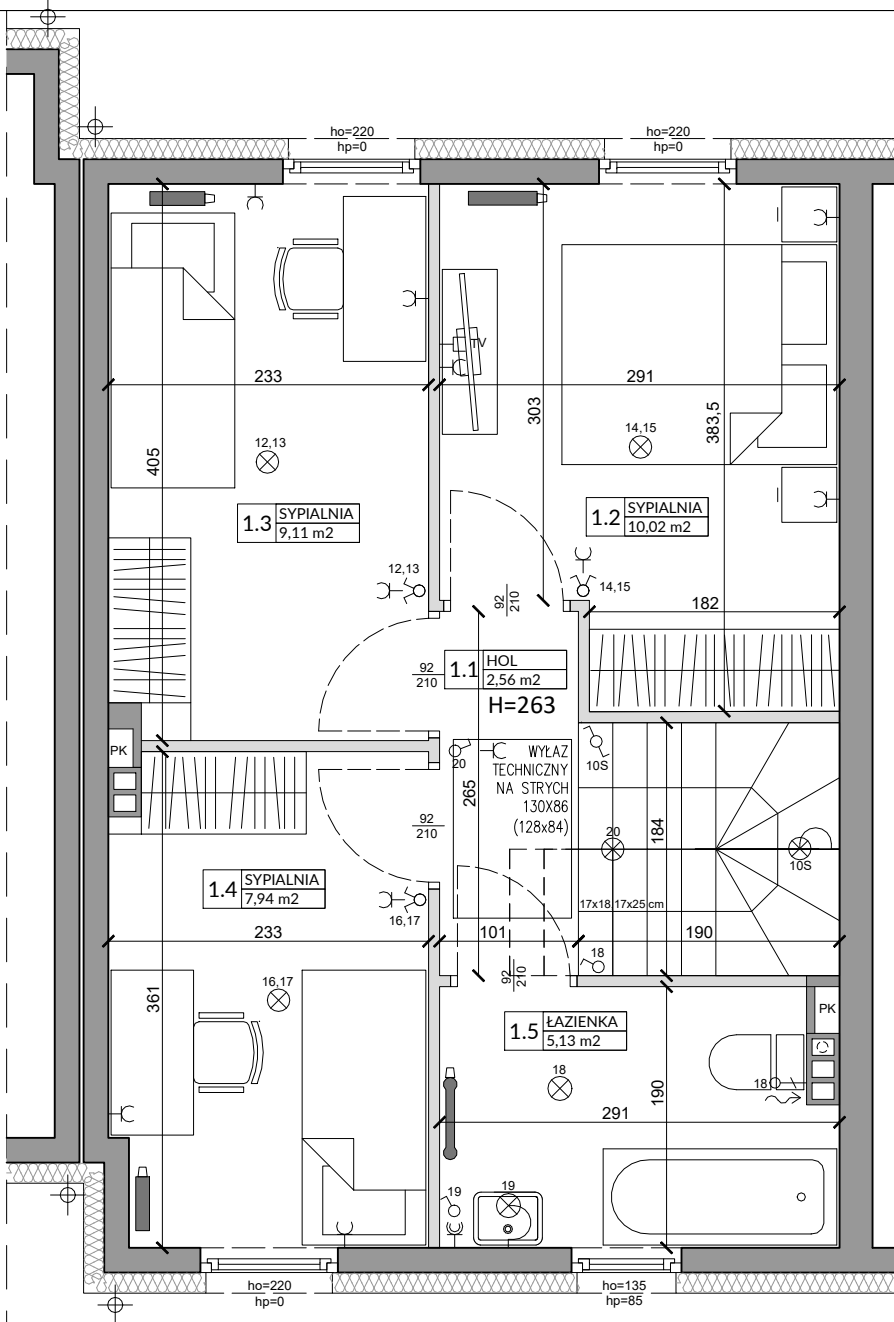 ho=220
hp=0
ho=220
hp=0
TV
233
291
303
383,5
405
12,13
14,15
1.3 SYPIALNIA
9,11 m2
1.2 SYPIALNIA
10,02 m2
12,13
14,15
92
210
182
92
210
1.1 HOL
2,56 m2
H=263
PK
20
WYŁAZ
TECHNICZNY
NA STRYCH
130X86
(128x84)
10S
265
184
92
210
20
10S
1.4 SYPIALNIA
7,94 m2
16,17
17x18,17x25 cm
233
101
190
18
92
210
361
16,17
1.5 ŁAZIENKA
5,13 m2
PK
18
18
190
291
19
19
ho=220
hp=0
ho=135
hp=85